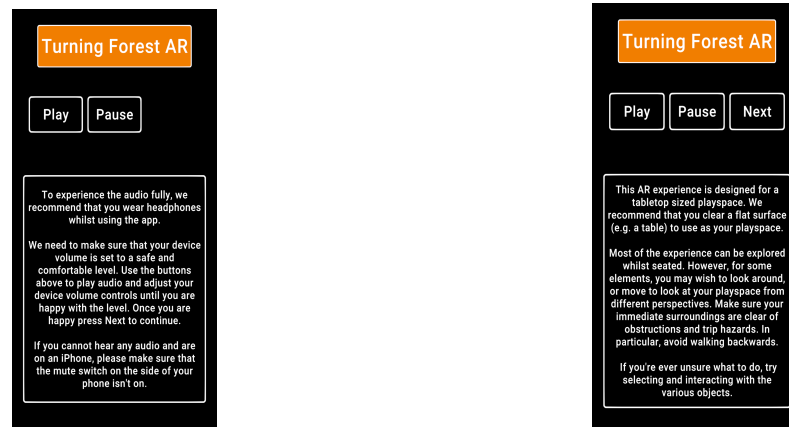 Turning Forest AR
Play
Pause
To experience the audio fully, we
recommend that you wear headphones
whilst using the app.
We need to make sure that your device
volume is set to a safe and
comfortable level. Use the buttons
above to play audio and adjust your
device volume controls until you are
happy with the level. Once you are
happy press Next to continue.
If you cannot hear any audio and are
on an iPhone, please make sure that
the mute switch on the side of your
phone isn't on.
Turning Forest AR
Play
Pause
Next
This AR experience is designed for a
tabletop sized playspace. We
recommend that you clear a flat surface
(e.g. a table) to use as your playspace.
Most of the experience can be explored
whilst seated. However, for some
elements, you may wish to look around,
or move to look at your playspace from
different perspectives. Make sure your
immediate surroundings are clear of
obstructions and trip hazards. In
particular, avoid walking backwards.
If you're ever unsure what to do, try
selecting and interacting with the
various objects.